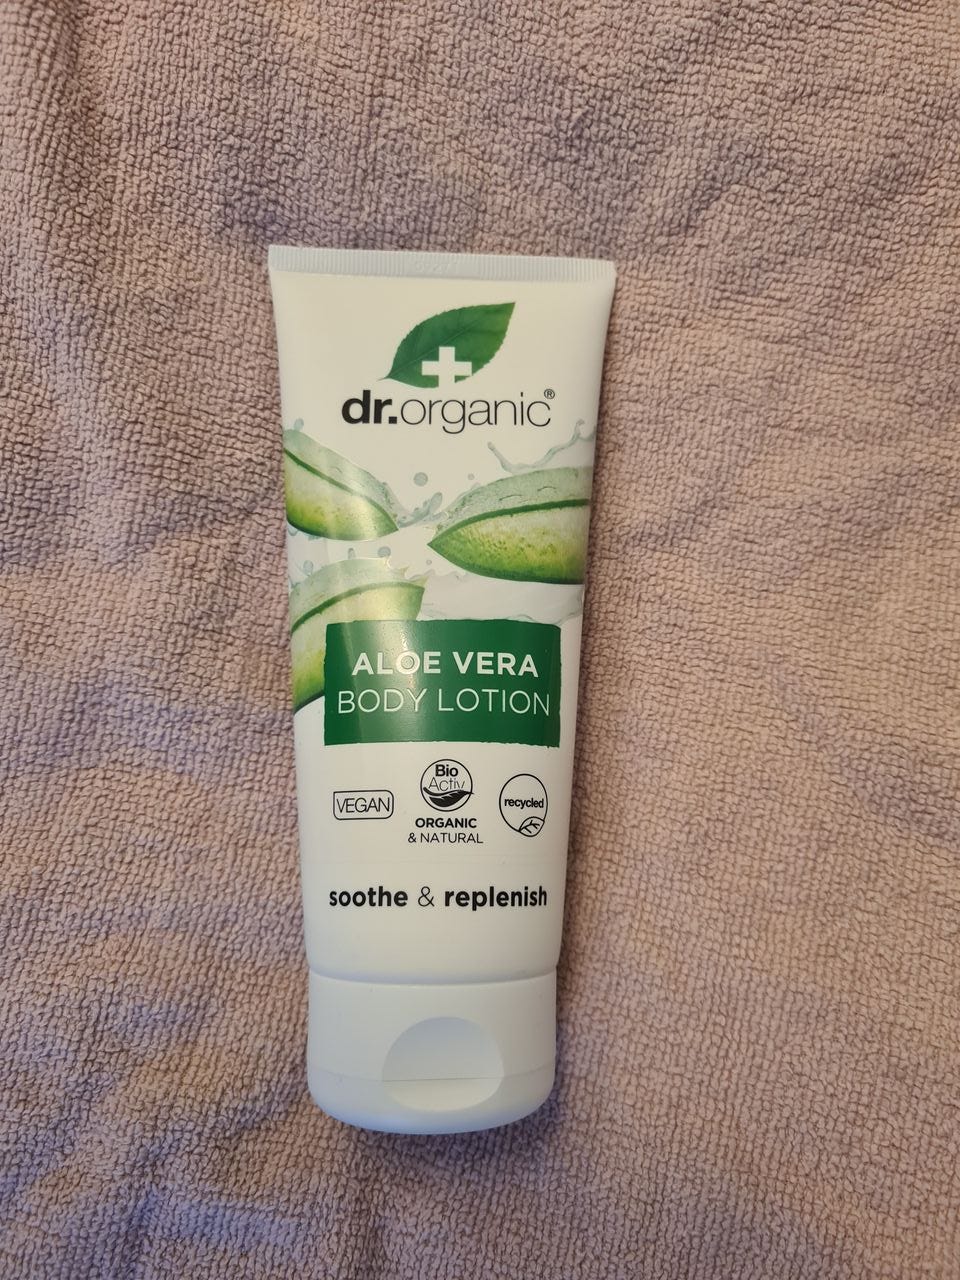 dr.organic®
ALOE VERA
BODY LOTION
VEGAN
Bio
Activ
ORGANIC
& NATURAL
recycled
soothe & replenish